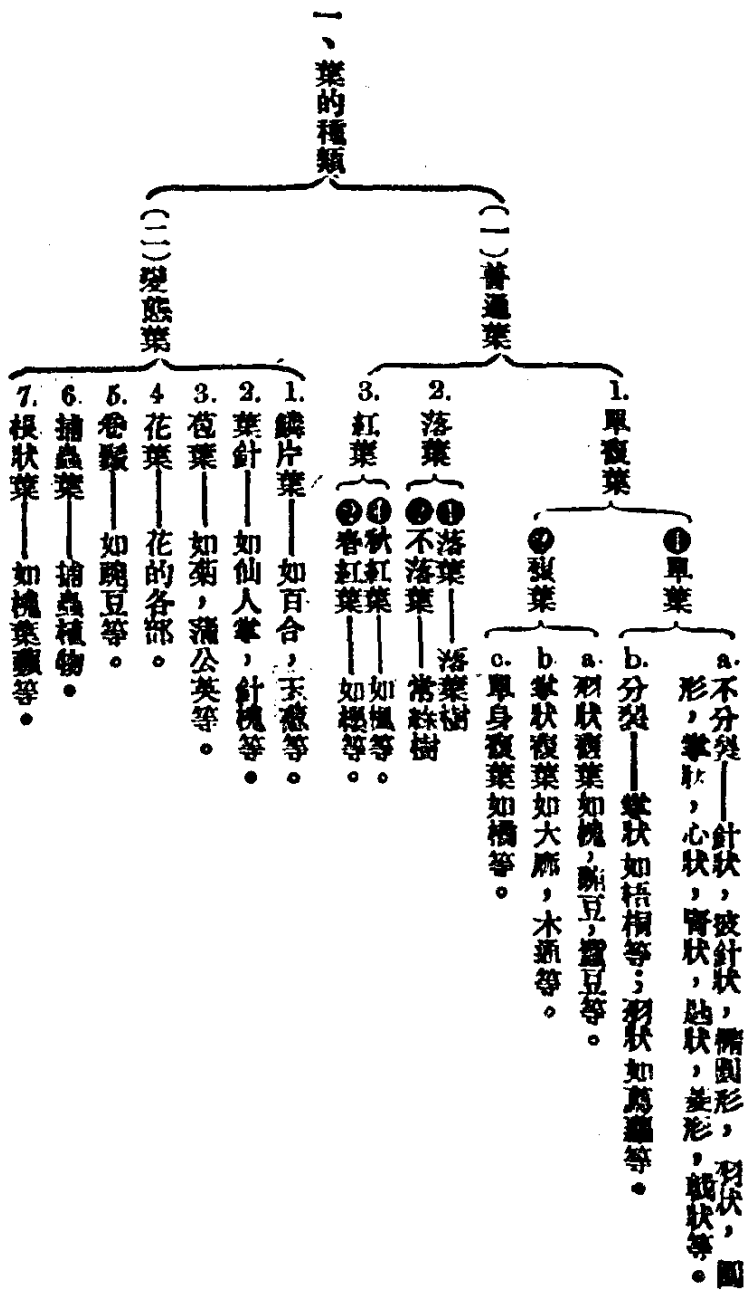 一、葉的種類
(一)普通葉
1.單複葉
❶單葉
a.不分裂——針狀，披針狀，橢圓形，羽狀，圓
形，掌狀，心狀，腎狀，匙狀，菱形，戟狀等。
b.分裂——掌狀如梧桐等；羽狀如蔦蘿等。
❷複葉
a.羽狀複葉如槐，豌豆，蠶豆等。
b 掌狀複葉如大麻，木通等。
c.單身複葉如橘等。
2.落葉
❶落葉——落葉樹
❷不落葉——常綠樹
3.紅葉
❶秋紅葉——如楓等。
❷春紅葉——如櫻等。
(二)變態葉
1.鱗片葉——如百合，玉葱等。
2.葉針——如仙人掌，針槐等。
3.苞葉——如菊，蒲公英等。
4 花葉——花的各部。
5.卷鬚——如豌豆等。
6.捕蟲葉——捕蟲植物。
7.根狀葉——如槐葉蘋等。